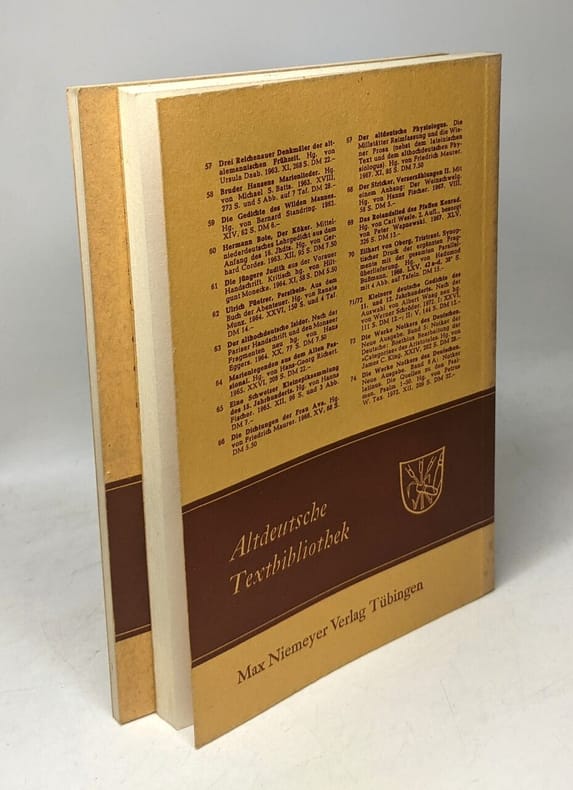 57 Drei Reichenauer Denkmäler der alt-
alemannischen Frühzeit. Hg. von
Ursula Daab. 1963. XI, 268 S. DM 22.–
58 Bruder Hansens Marienlieder. Hg.
von Michael S. Batts. 1963. XVIII,
273 S. und 5 Abb. auf 7 Taf. DM 28.–
59 Die Gedichte des Wilden Mannes.
Hg. von Bernard Standring. 1963.
XIV, 82 S. DM 6.–
60 Hermann Bote, Der Köker. Mittel-
niederdeutsches Lehrgedicht aus dem
Anfang des 16. Jhdts. Hg. von Ger-
hard Cordes. 1963. XII, 95 S. DM 7.50
61 Die jüngere Judith aus der Vorauer
Handschrift. Kritisch hg. von Hilt-
gunt Monecke. 1964. XI, 58 S. DM 5.50
62 Ulrich Füetrer, Persibein. Aus dem
Buch der Abenteuer. Hg. von Renate
Munz. 1964. XXVI, 150 S. und 4 Taf.
DM 14.–
63 Der althochdeutsche Isidor. Nach der
Pariser Handschrift und den Monseer
Fragmenten neu hg. von Hans
Eggers. 1964. XX, 77 S. DM 7.50
64 Marienlegenden aus dem Alten Pas-
sional. Hg. von Hans-Georg Richert.
1965. XXVI, 209 S. DM 22.–
65 Eine Schweizer Kleinepiksammlung
des 15. Jahrhunderts. Hg. von Hanns
Fischer. 1965. XII, 96 S. und 3 Abb.
DM 7.–
66 Die Dichtungen der Frau Ava. Hg.
von Friedrich Maurer. 1966. XV, 68 S.
DM 5.50
67 Der altdeutsche Physiologus. Die
Millstätter Reimfassung und die Wie-
ner Prosa (nebst dem lateinischen
Text und dem althochdeutschen Phy-
siologus). Hg. von Friedrich Maurer.
1967. XI, 95 S. DM 7.50
68 Der Stricker, Verserzählungen II. Mit
einem Anhang: Der Weinschwelg.
Hg. von Hanns Fischer. 1967. VIII,
58 S. DM 5.–
69 Das Rolandslied des Pfaffen Konrad.
Hg. von Carl Wesle. 2. Aufl. besorgt
von Peter Wapnewski. 1967. XLV,
326 S. DM 13.–
70 Eilhart von Oberg, Tristrant. Synop-
tischer Druck der ergänzten Frag-
mente mit der gesamten Parallel-
überlieferung. Hg. von Hadumod
Bußmann. 1969. LXV, 42 und 30* S.
mit 4 Abb. auf Tafeln. DM 15.–
71/72 Kleinere deutsche Gedichte des
11. und 12. Jahrhunderts. Nach der
Auswahl von Albert Waag neu hg.
von Werner Schröder. 1972. I: XXVI,
111 S. DM 12.–; II: V, 144 S. DM 12.–
73 Die Werke Notkers des Deutschen.
Neue Ausgabe. Band 5. Notker der
Deutsche: Boethius Bearbeitung der
»Categoriae« des Aristoteles. Hg. von
James C. King. XXIV, S. DM 28.–
74 Die Werke Notkers des Deutschen.
Neue Ausgabe. Band 8 A: Notker
latinus. Die Quellen zu den Psal-
men. Psalm 1–50. Hg. von Petrus
W. Tax. 1972. XII, S. DM 32.–
Altdeutsche
Textbibliothek
Max Niemeyer Verlag Tübingen